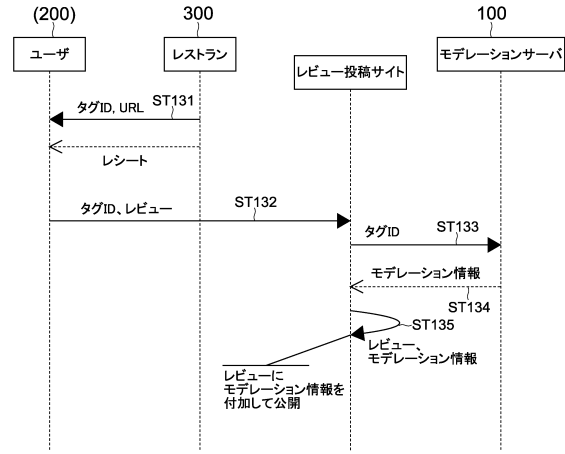 (200)
300
100
ユーザ
レストラン
レビュー投稿サイト
モデレーションサーバ
タグID, URL
ST131
レシート
タグID、レビュー
ST132
タグID
ST133
モデレーション情報
ST134
ST135
レビュー、
モデレーション情報
レビューに
モデレーション情報を
付加して公開